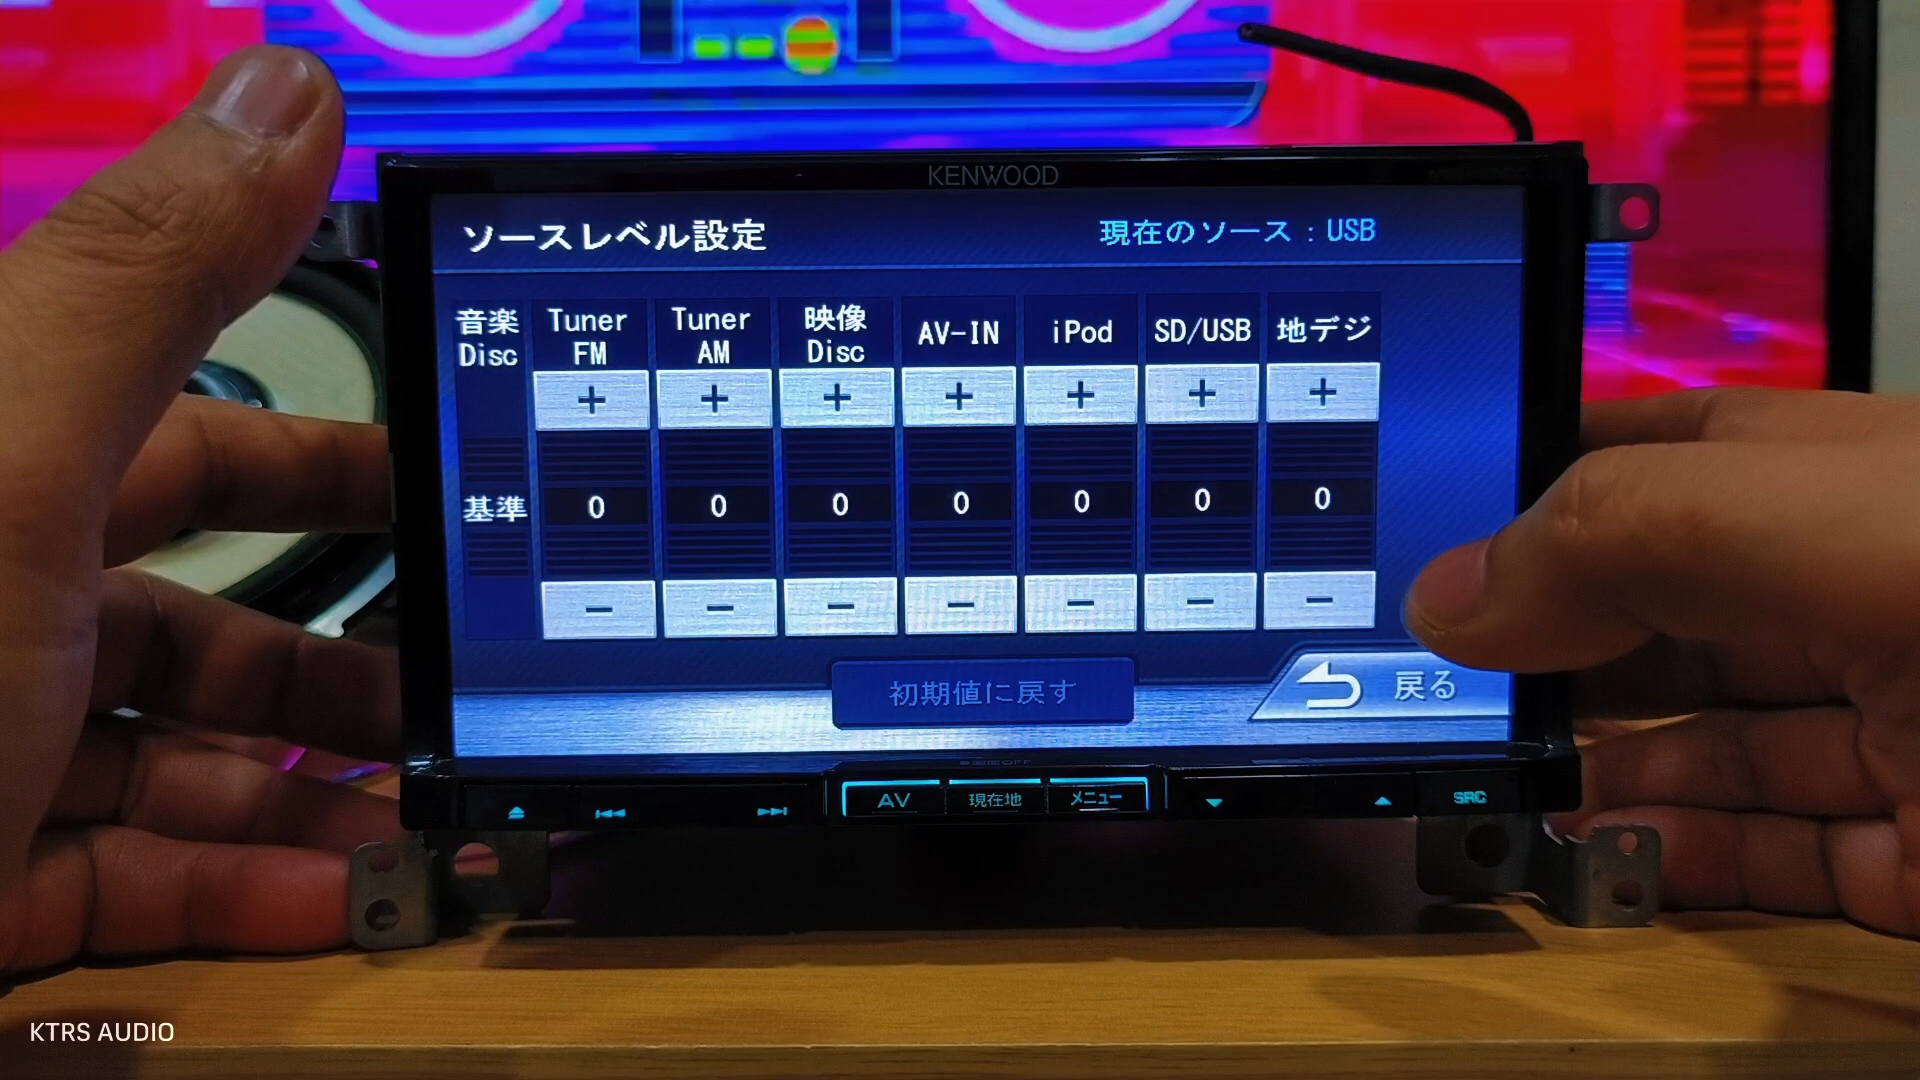 KENWOOD
ソースレベル設定
現在のソース：USB
音楽
Disc
Tuner
FM
Tuner
AM
映像
Disc
AV-IN
iPod
SD/USB
地デジ
+ + + + + + +
基準 0 0 0 0 0 0 0
- - - - - - -
初期値に戻す
戻る
AV
現在地
メニュー
SRC
KTRS AUDIO